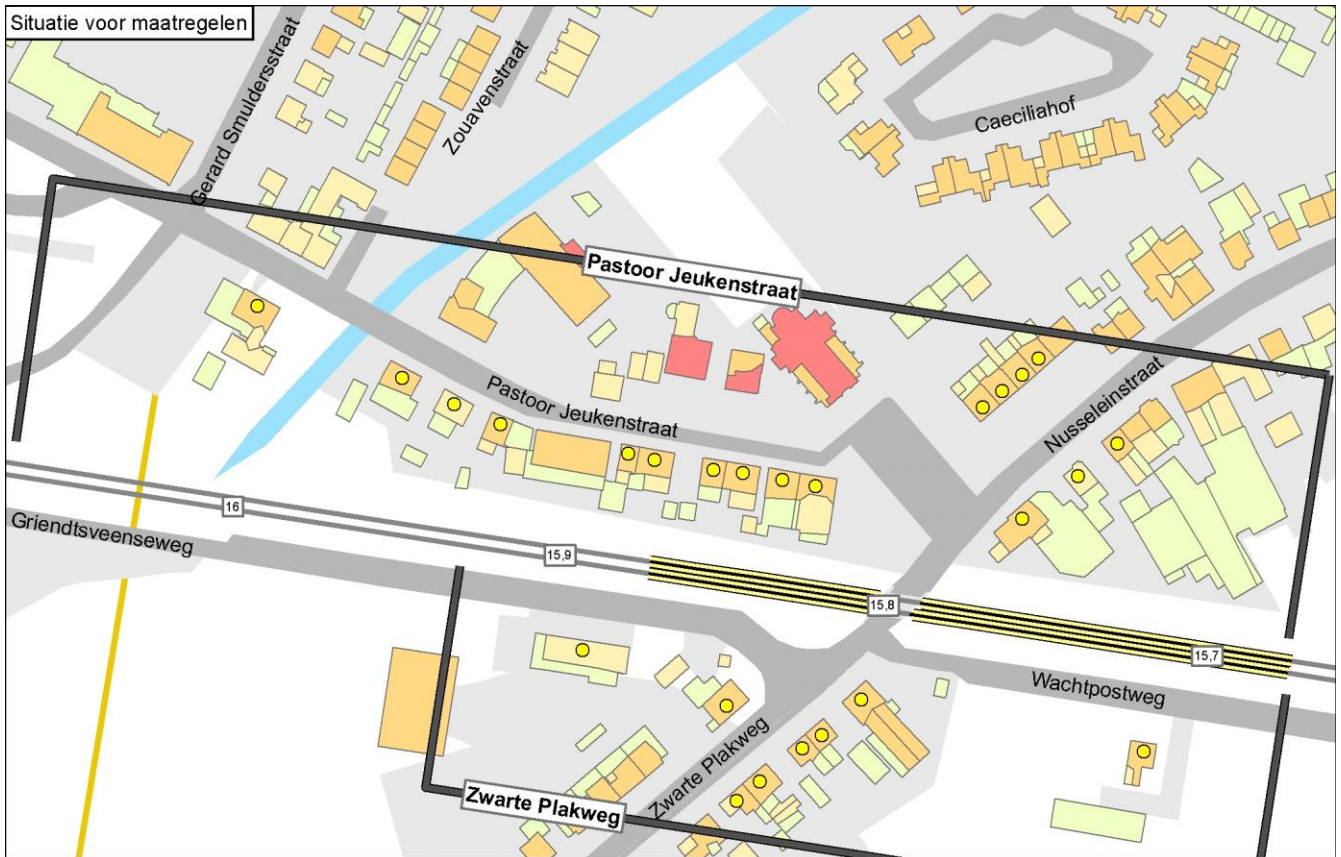 Situatie voor maatregelen
Gerard Smuldersstraat
Zouavenstraat
Caeciliahof
Pastoor Jeukenstraat
Pastoor Jeukenstraat
Nusseleinstraat
16
Griendtsveenseweg
15,9
15,8
15,7
Wachtpostweg
Zwarte Plakweg
Zwarte Plakweg